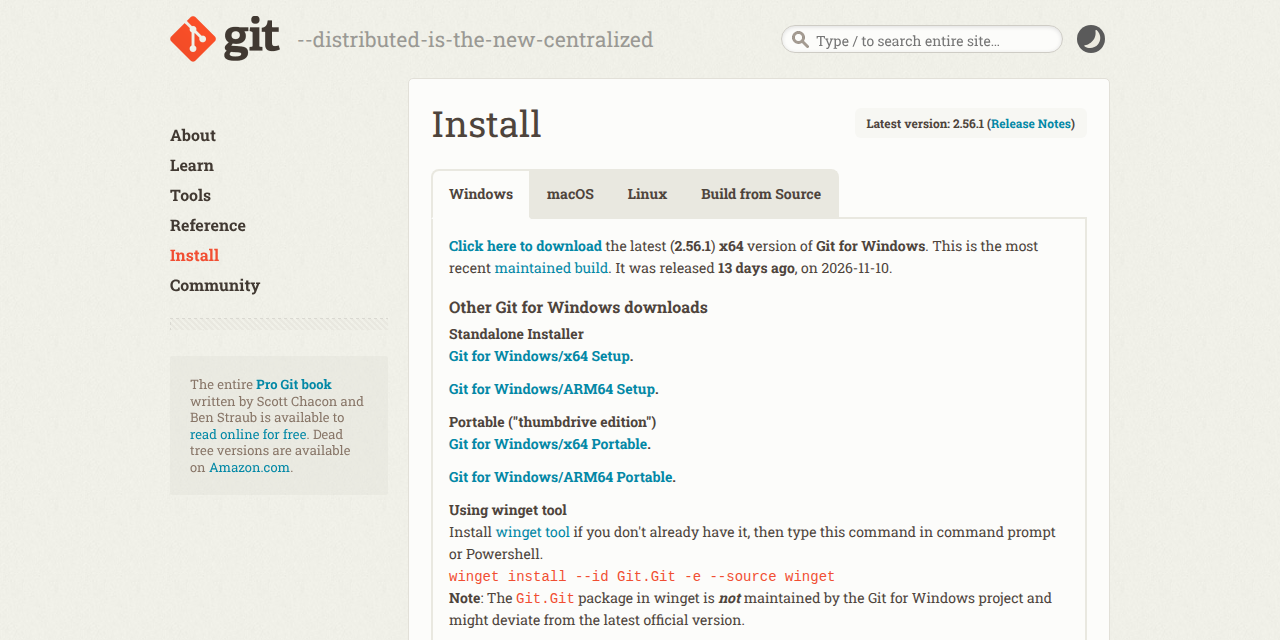 git --distributed-is-the-new-centralized
Type / to search entire site...
About
Learn
Tools
Reference
Install
Community
The entire Pro Git book
written by Scott Chacon and
Ben Straub is available to
read online for free. Dead
tree versions are available
on Amazon.com.
Install
Latest version: 2.56.1 (Release Notes)
Windows macOS Linux Build from Source
Click here to download the latest (2.56.1) x64 version of Git for Windows. This is the most
recent maintained build. It was released 13 days ago, on 2026-11-10.
Other Git for Windows downloads
Standalone Installer
Git for Windows/x64 Setup.
Git for Windows/ARM64 Setup.
Portable ("thumbdrive edition")
Git for Windows/x64 Portable.
Git for Windows/ARM64 Portable.
Using winget tool
Install winget tool if you don't already have it, then type this command in command prompt
or Powershell.
winget install --id Git.Git -e --source winget
Note: The Git.Git package in winget is not maintained by the Git for Windows project and
might deviate from the latest official version.